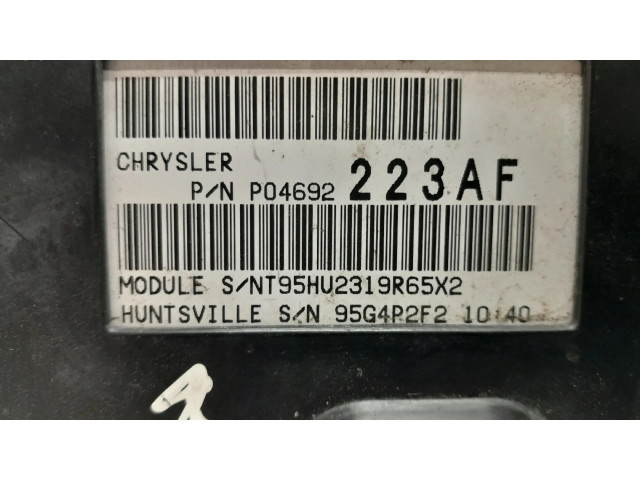 CHRYSLER
P/N P04692 223AF
MODULE S/NT95HU2319R65X2
HUNTSVILLE S/N 95G4P2F2 10:40